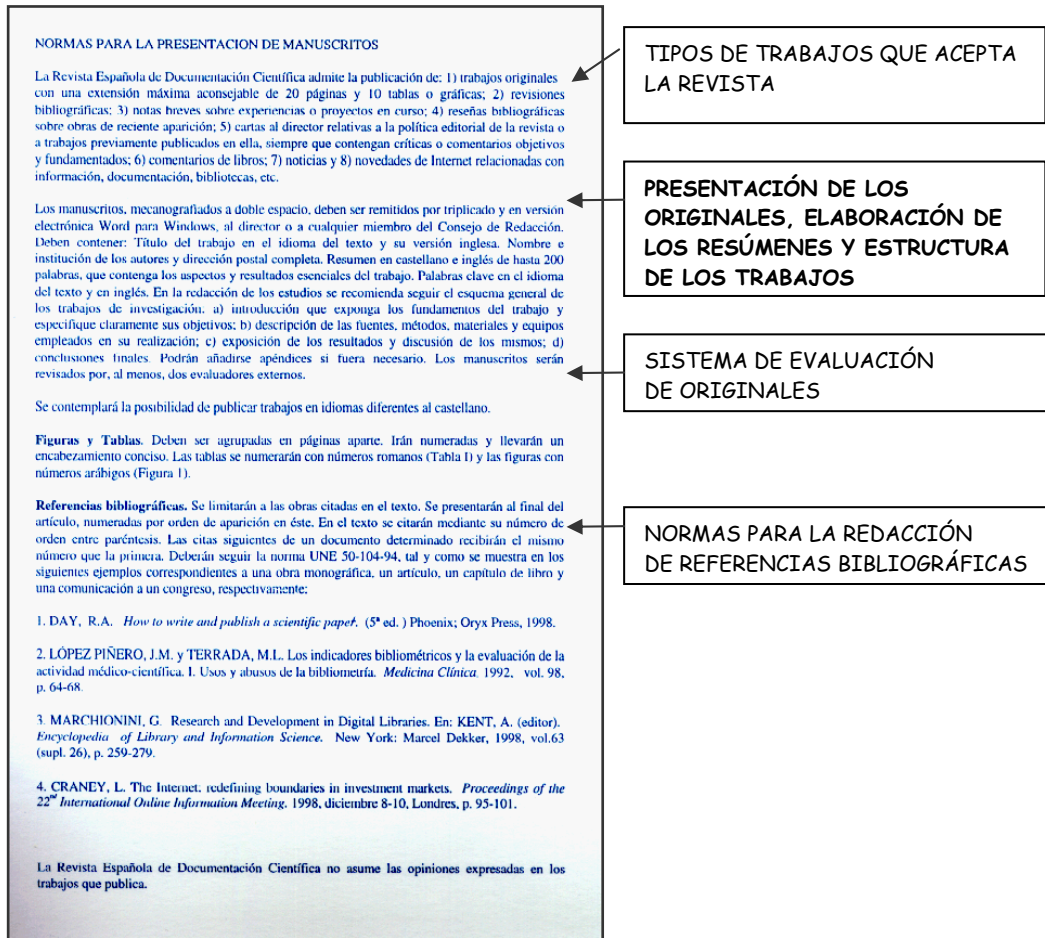 NORMAS PARA LA PRESENTACION DE MANUSCRITOS
La Revista Española de Documentación Científica admite la publicación de: 1) trabajos originales
con una extensión máxima aconsejable de 20 páginas y 10 tablas o gráficas; 2) revisiones
bibliográficas; 3) notas breves sobre experiencias o proyectos en curso; 4) reseñas bibliográficas
sobre obras de reciente aparición; 5) cartas al director relativas a la política editorial de la revista o
a trabajos previamente publicados en ella, siempre que contengan críticas o comentarios objetivos
y fundamentados; 6) comentarios de libros; 7) noticias y 8) novedades de Internet relacionadas con
información, documentación, bibliotecas, etc.
Los manuscritos, mecanografiados a doble espacio, deben ser remitidos por triplicado y en versión
electrónica Word para Windows, al director o a cualquier miembro del Consejo de Redacción.
Deben contener: Título del trabajo en el idioma del texto y su versión inglesa. Nombre e
institución de los autores y dirección postal completa. Resumen en castellano e inglés de hasta 200
palabras, que contenga los aspectos y resultados esenciales del trabajo. Palabras clave en el idioma
del texto y en inglés. En la redacción de los estudios se recomienda seguir el esquema general de
los trabajos de investigación: a) introducción que exponga los fundamentos del trabajo y
especifique claramente sus objetivos; b) descripción de las fuentes, métodos, materiales y equipos
empleados en su realización; c) exposición de los resultados y discusión de los mismos; d)
conclusiones finales. Podrán añadirse apéndices si fuera necesario. Los manuscritos serán
revisados por, al menos, dos evaluadores externos.
Se contemplará la posibilidad de publicar trabajos en idiomas diferentes al castellano.
Figuras y Tablas. Deben ser agrupadas en páginas aparte. Irán numeradas y llevarán un
encabezamiento conciso. Las tablas se numerarán con números romanos (Tabla I) y las figuras con
números arábigos (Figura 1).
Referencias bibliográficas. Se limitarán a las obras citadas en el texto. Se presentarán al final del
artículo, numeradas por orden de aparición en éste. En el texto se citarán mediante su número de
orden entre paréntesis. Las citas siguientes de un documento determinado recibirán el mismo
número que la primera. Deberán seguir la norma UNE 50-104-94, tal y como se muestra en los
siguientes ejemplos correspondientes a una obra monográfica, un artículo, un capítulo de libro y
una comunicación a un congreso, respectivamente:
1. DAY, R.A. How to write and publish a scientific paper. (5ª ed. ) Phoenix; Oryx Press, 1998.
2. LÓPEZ PIÑERO, J.M. y TERRADA, M.L. Los indicadores bibliométricos y la evaluación de la
actividad médico-científica. I. Usos y abusos de la bibliometría. Medicina Clínica. 1992, vol. 98,
p. 64-68.
3. MARCHIONINI, G. Research and Development in Digital Libraries. En: KENT, A. (editor).
Encyclopedia of Library and Information Science. New York: Marcel Dekker, 1998, vol.63
(supl. 26), p. 259-279.
4. CRANEY, L. The Internet: redefining boundaries in investment markets. Proceedings of the
22nd International Online Information Meeting. 1998, diciembre 8-10, Londres, p. 95-101.
La Revista Española de Documentación Científica no asume las opiniones expresadas en los
trabajos que publica.
TIPOS DE TRABAJOS QUE ACEPTA
LA REVISTA
PRESENTACIÓN DE LOS
ORIGINALES, ELABORACIÓN DE
LOS RESÚMENES Y ESTRUCTURA
DE LOS TRABAJOS
SISTEMA DE EVALUACIÓN
DE ORIGINALES
NORMAS PARA LA REDACCIÓN
DE REFERENCIAS BIBLIOGRÁFICAS